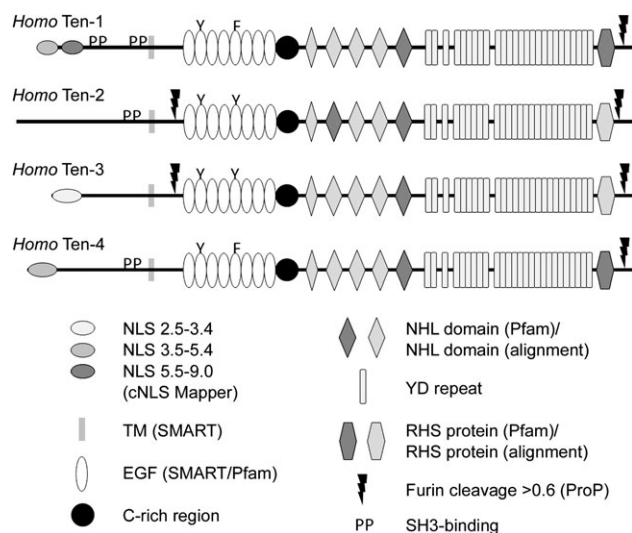 Homo Ten-1
PP PP Y F
Homo Ten-2
PP Y Y
Homo Ten-3
Y Y
Homo Ten-4
PP Y F
NLS 2.5-3.4
NLS 3.5-5.4
NLS 5.5-9.0
(cNLS Mapper)
TM (SMART)
EGF (SMART/Pfam)
C-rich region
NHL domain (Pfam)/
NHL domain (alignment)
YD repeat
RHS protein (Pfam)/
RHS protein (alignment)
Furin cleavage >0.6 (ProP)
PP SH3-binding